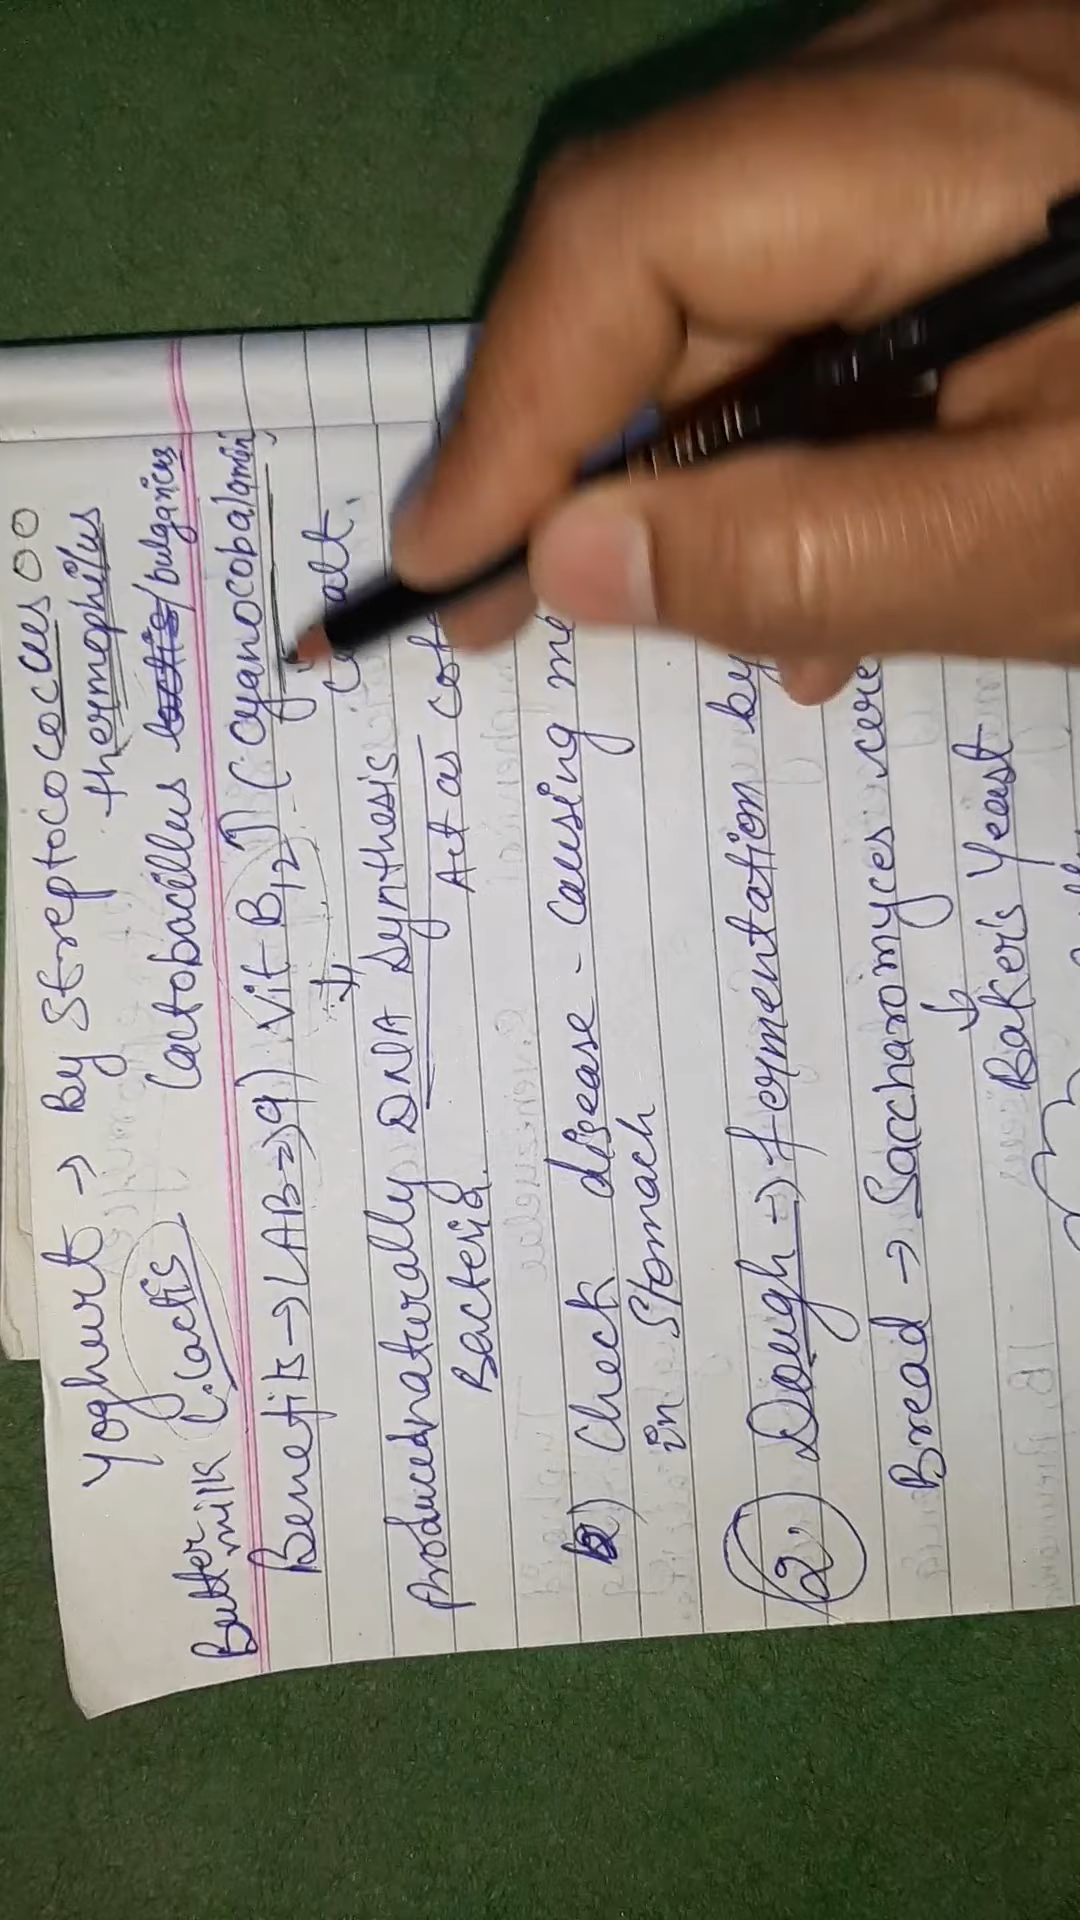 Yoghurt → By Streptococcus
thermophilus
Butter milk L.lactis Lactobacillus lactis/bulgaricus
Benefits → LAB → a) Vit B12 ) ( cyanocobalamin
↓
Produced naturally DNA Synthesis
Bacteria. Act as
b) Check disease - causing
in Stomach
2. Dough → fermentation by
Bread → Saccharomyces cere
↓
Baker's Yeast